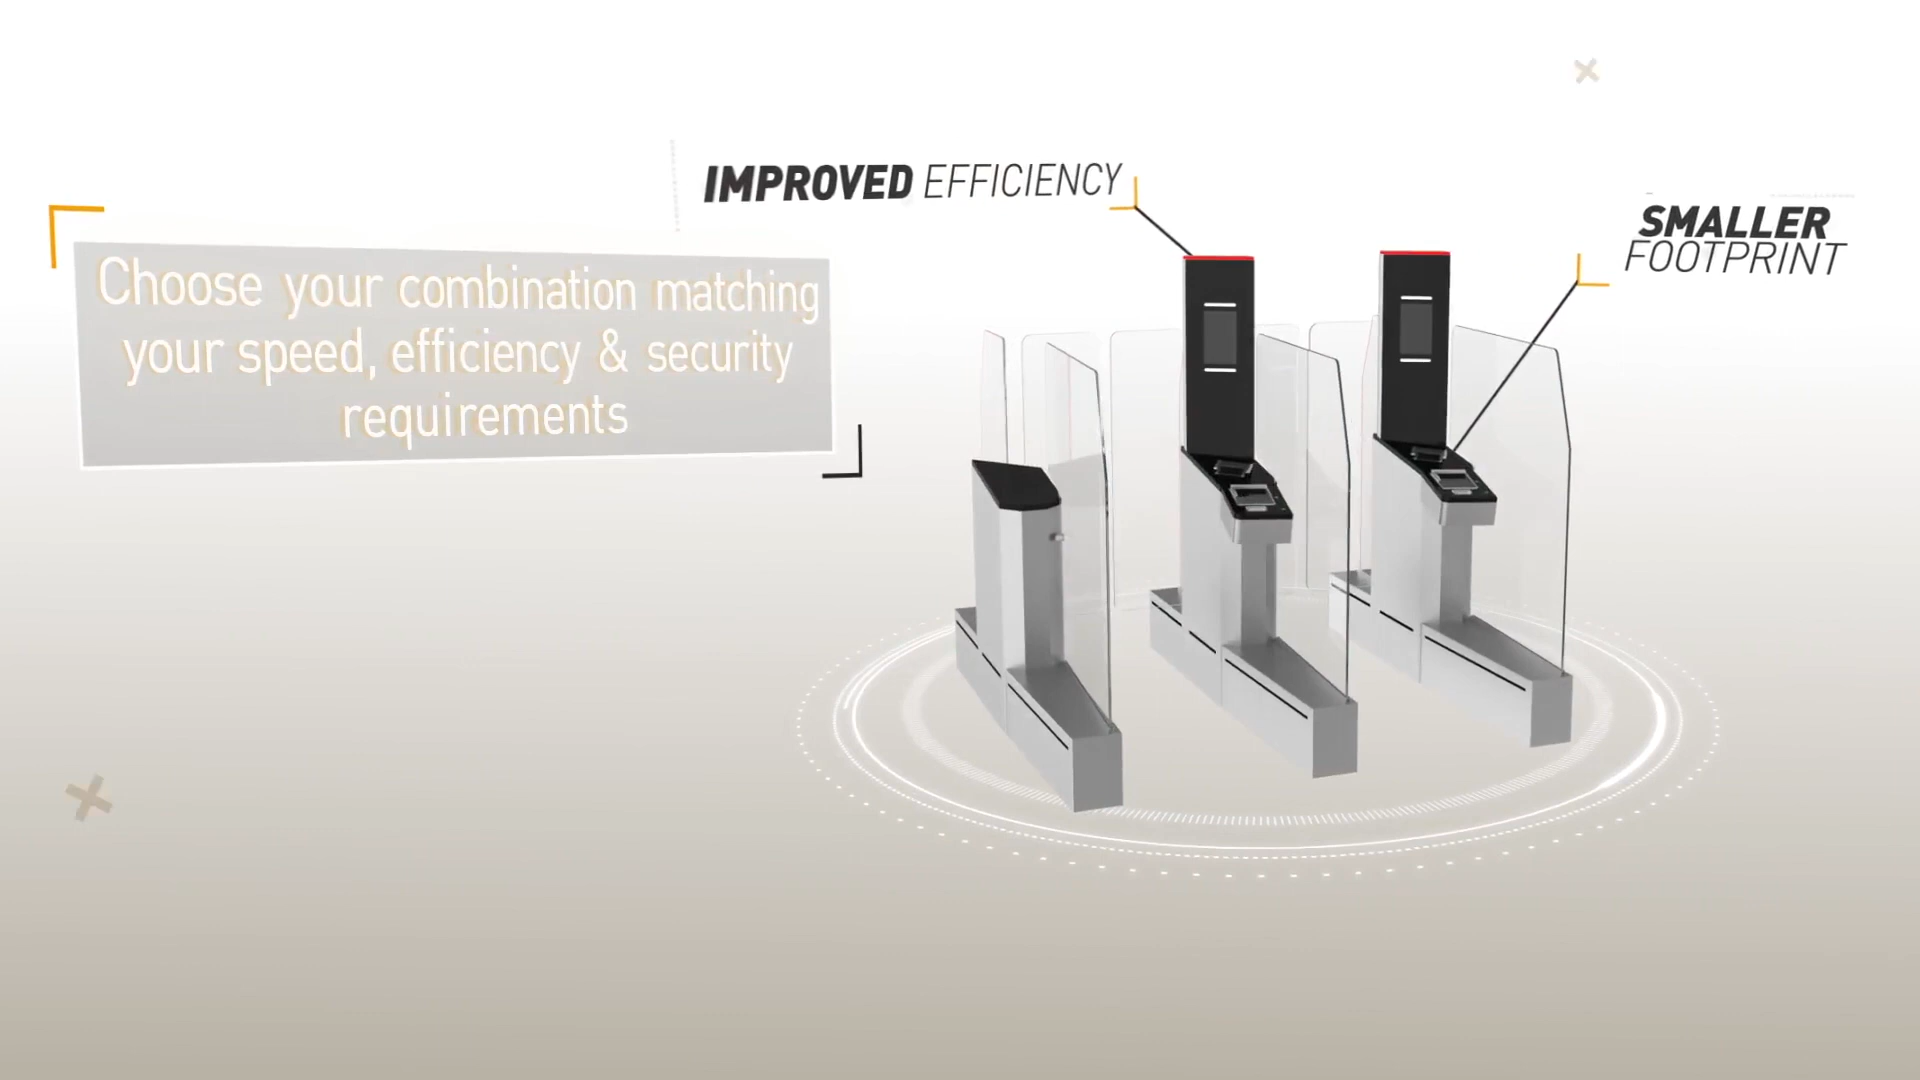 IMPROVED EFFICIENCY
SMALLER
FOOTPRINT
Choose your combination matching
your speed, efficiency & security
requirements